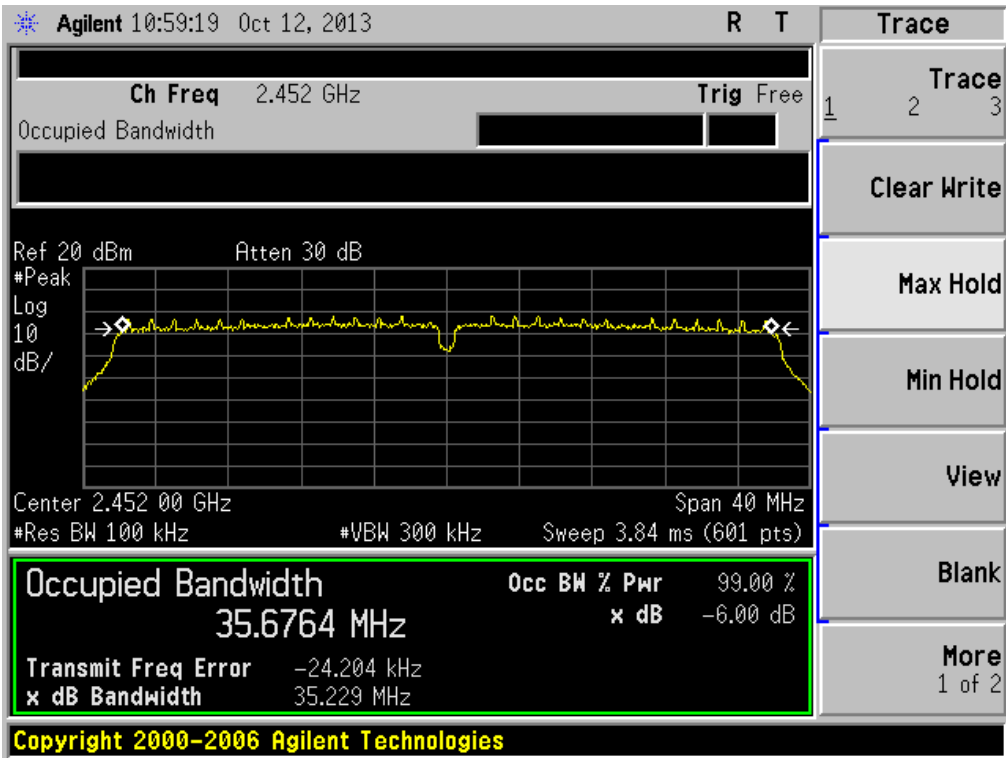 Agilent 10:59:19 Oct 12, 2013 R T
Trace
Ch Freq 2.452 GHz Trig Free
Occupied Bandwidth
Trace
1 2 3
Clear Write
Max Hold
Min Hold
View
Blank
More
1 of 2
Ref 20 dBm Atten 30 dB
#Peak
Log
10
dB/
Center 2.452 00 GHz Span 40 MHz
#Res BW 100 kHz #VBW 300 kHz Sweep 3.84 ms (601 pts)
Occupied Bandwidth Occ BW % Pwr 99.00 %
35.6764 MHz x dB -6.00 dB
Transmit Freq Error -24.204 kHz
x dB Bandwidth 35.229 MHz
Copyright 2000-2006 Agilent Technologies